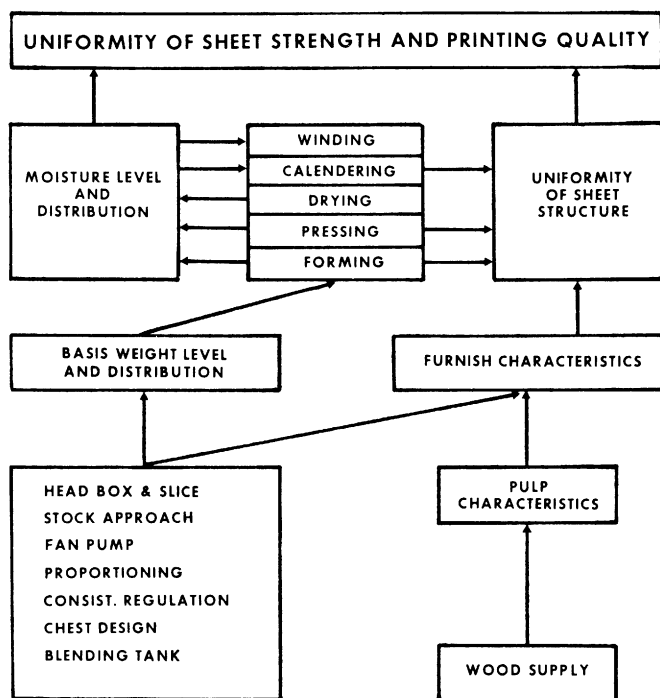 UNIFORMITY OF SHEET STRENGTH AND PRINTING QUALITY
MOISTURE LEVEL
AND
DISTRIBUTION
WINDING
CALENDERING
DRYING
PRESSING
FORMING
UNIFORMITY
OF SHEET
STRUCTURE
BASIS WEIGHT LEVEL
AND DISTRIBUTION
FURNISH CHARACTERISTICS
HEAD BOX & SLICE
STOCK APPROACH
FAN PUMP
PROPORTIONING
CONSIST. REGULATION
CHEST DESIGN
BLENDING TANK
PULP
CHARACTERISTICS
WOOD SUPPLY